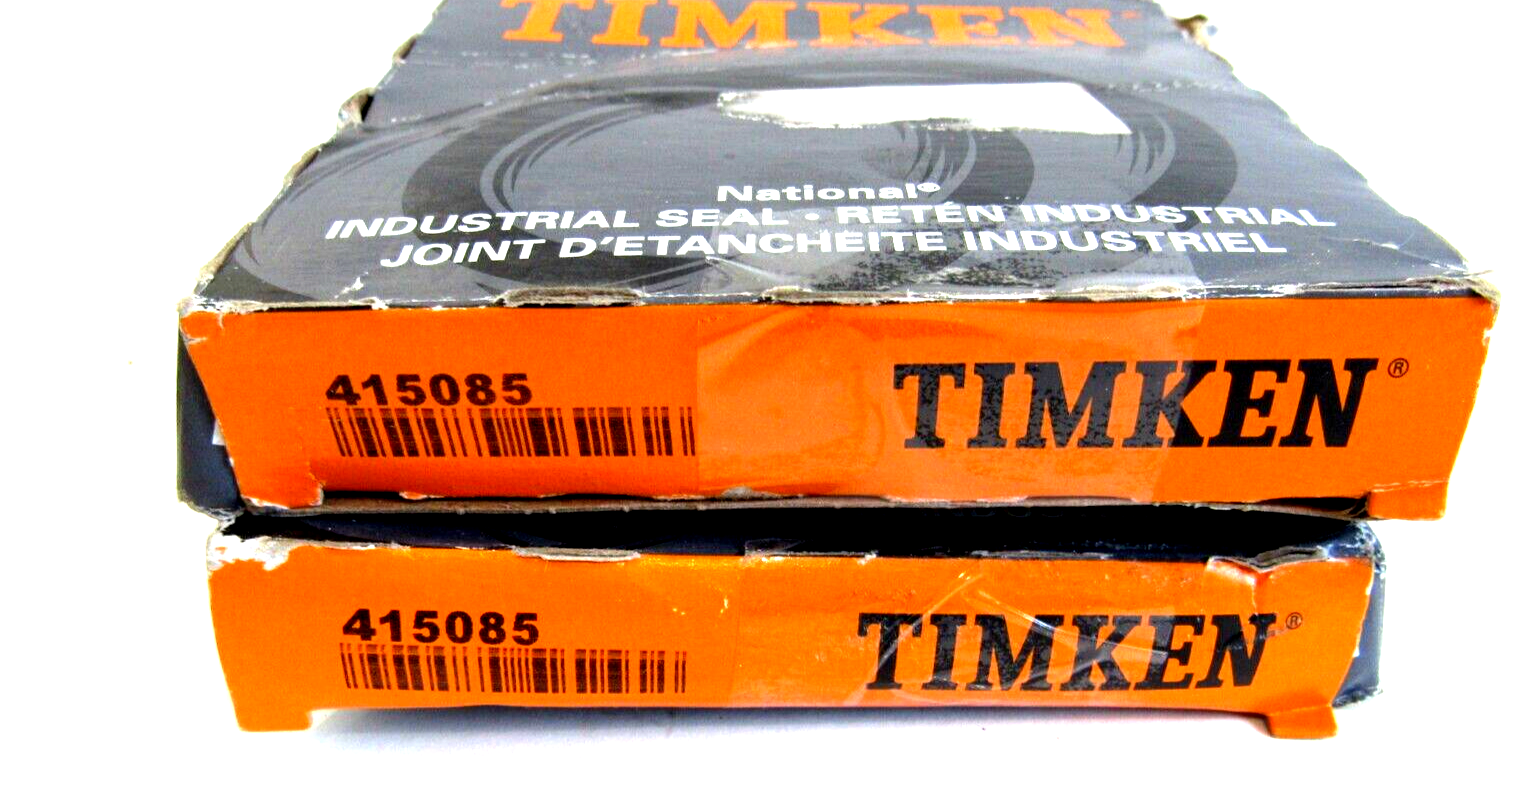 TIMKEN
National®
INDUSTRIAL SEAL • RETÉN INDUSTRIAL
JOINT D'ETANCHEITE INDUSTRIEL
415085
TIMKEN®
415085
TIMKEN®